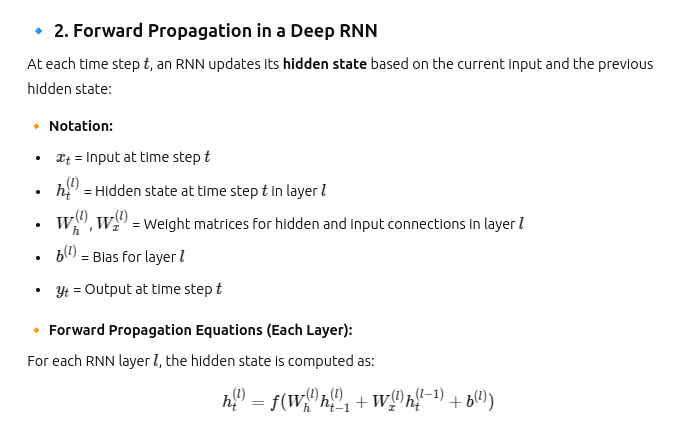 🔹 2. Forward Propagation in a Deep RNN
At each time step t, an RNN updates its hidden state based on the current input and the previous
hidden state:
🔸 Notation:
• x_t = Input at time step t
• h_t^{(l)} = Hidden state at time step t in layer l
• W_h^{(l)}, W_x^{(l)} = Weight matrices for hidden and input connections in layer l
• b^{(l)} = Bias for layer l
• y_t = Output at time step t
🔸 Forward Propagation Equations (Each Layer):
For each RNN layer l, the hidden state is computed as:
h_t^{(l)} = f(W_h^{(l)} h_{t-1}^{(l)} + W_x^{(l)} h_t^{(l-1)} + b^{(l)})